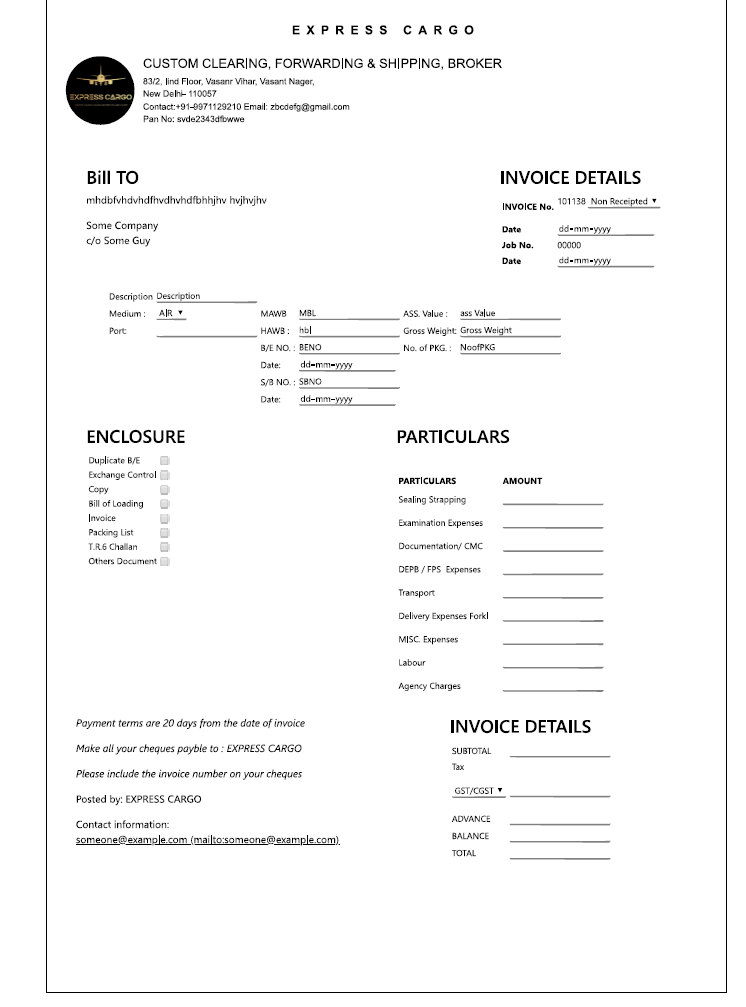 EXPRESS CARGO
EXPRESS CARGO
CUSTOM CLEARING, FORWARDING & SHIPPING, BROKER
83/2, IInd Floor, Vasanr Vihar, Vasant Nager,
New Delhi- 110057
Contact:+91-9971129210 Email: zbcdefg@gmail.com
Pan No: svde2343dfbwwe
Bill TO
mhdbfvhdvhdfhvdhvhdfbhhjhv hvjhvjhv
Some Company
c/o Some Guy
INVOICE DETAILS
INVOICE No. 101138 Non Receipted ▼
Date dd-mm-yyyy
Job No. 00000
Date dd-mm-yyyy
Description Description
Medium : AIR ▼ MAWB MBL ASS. Value : ass Value
Port: HAWB : hbl Gross Weight: Gross Weight
B/E NO. : BENO No. of PKG. : NoofPKG
Date: dd-mm-yyyy
S/B NO. : SBNO
Date: dd-mm-yyyy
ENCLOSURE
Duplicate B/E
Exchange Control
Copy
Bill of Loading
Invoice
Packing List
T.R.6 Challan
Others Document
PARTICULARS
PARTICULARS AMOUNT
Sealing Strapping
Examination Expenses
Documentation/ CMC
DEPB / FPS Expenses
Transport
Delivery Expenses Forkl
MISC. Expenses
Labour
Agency Charges
Payment terms are 20 days from the date of invoice
Make all your cheques payble to : EXPRESS CARGO
Please include the invoice number on your cheques
Posted by: EXPRESS CARGO
Contact information:
someone@example.com (mailto:someone@example.com)
INVOICE DETAILS
SUBTOTAL
Tax
GST/CGST ▼
ADVANCE
BALANCE
TOTAL